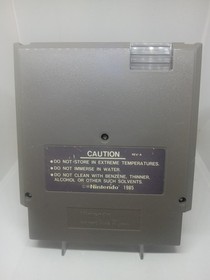 CAUTION
• DO NOT STORE IN EXTREME TEMPERATURES.
• DO NOT IMMERSE IN WATER.
• DO NOT CLEAN WITH BENZENE, THINNER,
ALCOHOL OR OTHER SUCH SOLVENTS.
Nintendo 1985